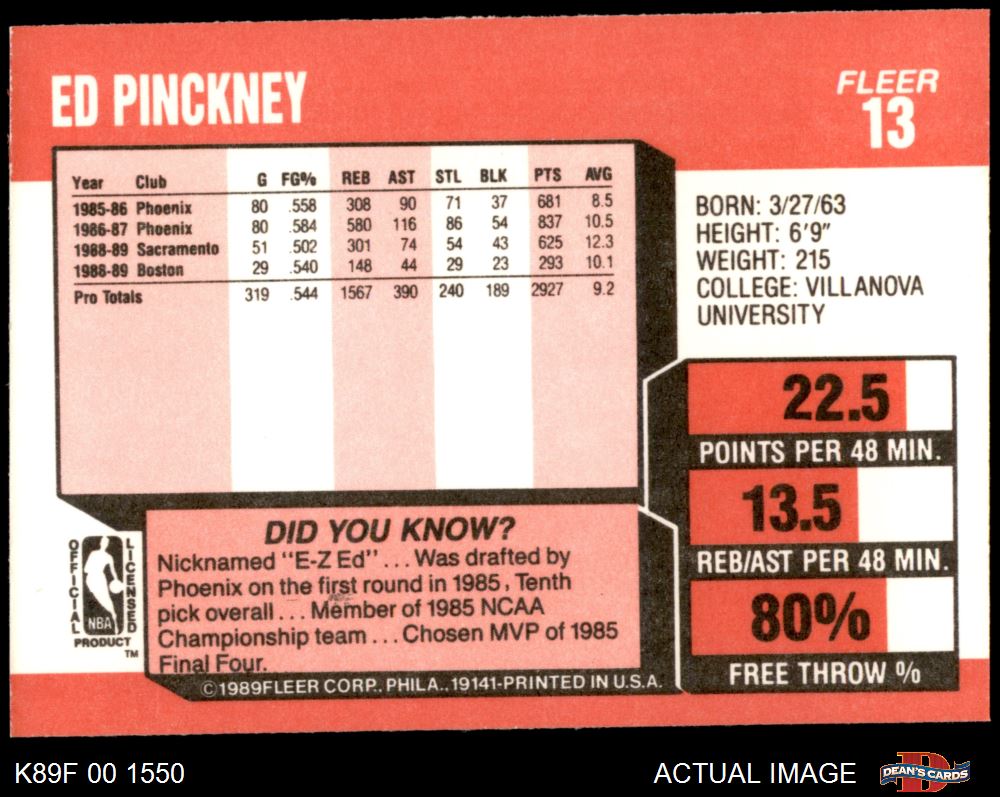 ED PINCKNEY
FLEER
13
Year Club G FG% REB AST STL BLK PTS AVG
1985-86 Phoenix 80 .558 308 90 71 37 681 8.5
1986-87 Phoenix 80 .584 580 116 86 54 837 10.5
1988-89 Sacramento 51 .502 301 74 54 43 625 12.3
1988-89 Boston 29 .540 148 44 29 23 293 10.1
Pro Totals 319 .544 1567 390 240 189 2927 9.2
BORN: 3/27/63
HEIGHT: 6'9"
WEIGHT: 215
COLLEGE: VILLANOVA
UNIVERSITY
22.5
POINTS PER 48 MIN.
13.5
REB/AST PER 48 MIN.
80%
FREE THROW %
OFFICIAL
NBA
LICENSED
PRODUCT
TM
DID YOU KNOW?
Nicknamed "E-Z Ed" ... Was drafted by
Phoenix on the first round in 1985, Tenth
pick overall ... Member of 1985 NCAA
Championship team ... Chosen MVP of 1985
Final Four.
©1989FLEER CORP., PHILA., 19141-PRINTED IN U.S.A.
K89F 00 1550
ACTUAL IMAGE
DEAN'S CARDS